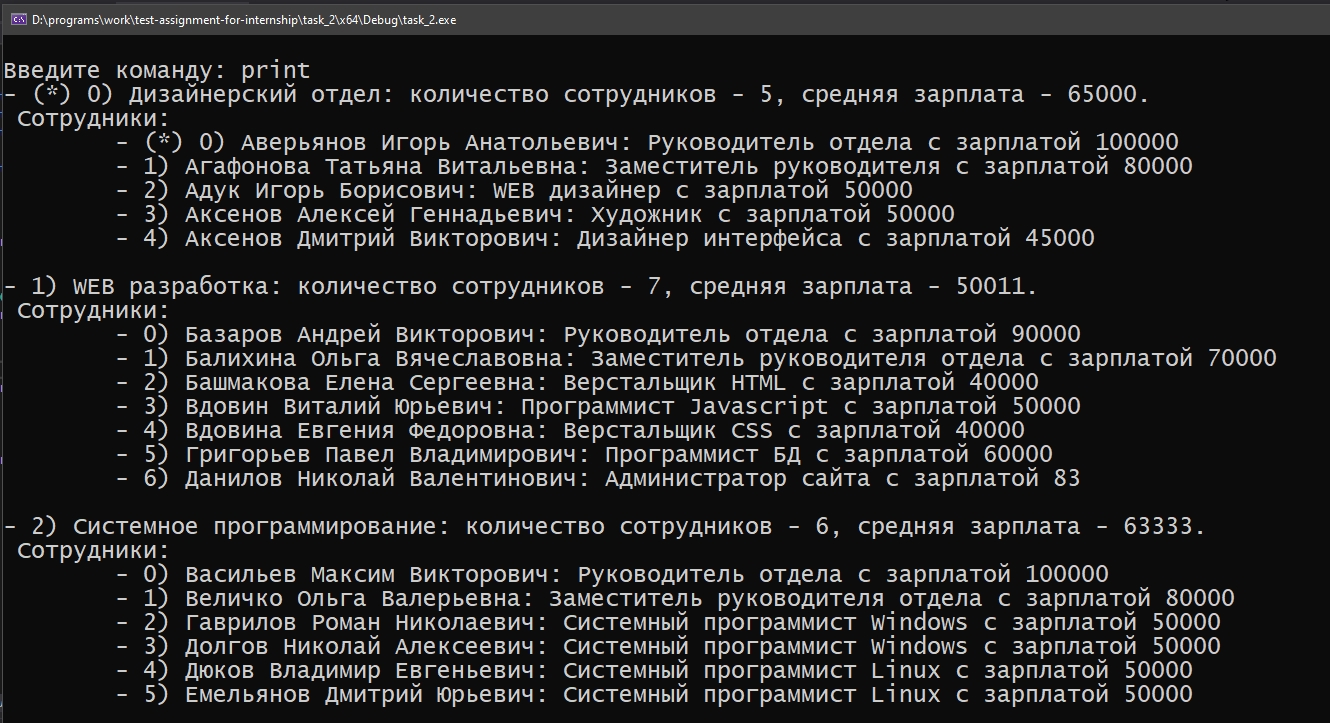 D:\programs\work\test-assignment-for-internship\task_2\x64\Debug\task_2.exe
Введите команду: print
- (*) 0) Дизайнерский отдел: количество сотрудников - 5, средняя зарплата - 65000.
Сотрудники:
- (*) 0) Аверьянов Игорь Анатольевич: Руководитель отдела с зарплатой 100000
- 1) Агафонова Татьяна Витальевна: Заместитель руководителя с зарплатой 80000
- 2) Адук Игорь Борисович: WEB дизайнер с зарплатой 50000
- 3) Аксенов Алексей Геннадьевич: Художник с зарплатой 50000
- 4) Аксенов Дмитрий Викторович: Дизайнер интерфейса с зарплатой 45000
- 1) WEB разработка: количество сотрудников - 7, средняя зарплата - 50011.
Сотрудники:
- 0) Базаров Андрей Викторович: Руководитель отдела с зарплатой 90000
- 1) Балихина Ольга Вячеславовна: Заместитель руководителя отдела с зарплатой 70000
- 2) Башмакова Елена Сергеевна: Верстальщик HTML с зарплатой 40000
- 3) Вдовин Виталий Юрьевич: Программист Javascript с зарплатой 50000
- 4) Вдовина Евгения Федоровна: Верстальщик CSS с зарплатой 40000
- 5) Григорьев Павел Владимирович: Программист БД с зарплатой 60000
- 6) Данилов Николай Валентинович: Администратор сайта с зарплатой 83
- 2) Системное программирование: количество сотрудников - 6, средняя зарплата - 63333.
Сотрудники:
- 0) Васильев Максим Викторович: Руководитель отдела с зарплатой 100000
- 1) Величко Ольга Валерьевна: Заместитель руководителя отдела с зарплатой 80000
- 2) Гаврилов Роман Николаевич: Системный программист Windows с зарплатой 50000
- 3) Долгов Николай Алексеевич: Системный программист Windows с зарплатой 50000
- 4) Дюков Владимир Евгеньевич: Системный программист Linux с зарплатой 50000
- 5) Емельянов Дмитрий Юрьевич: Системный программист Linux с зарплатой 50000